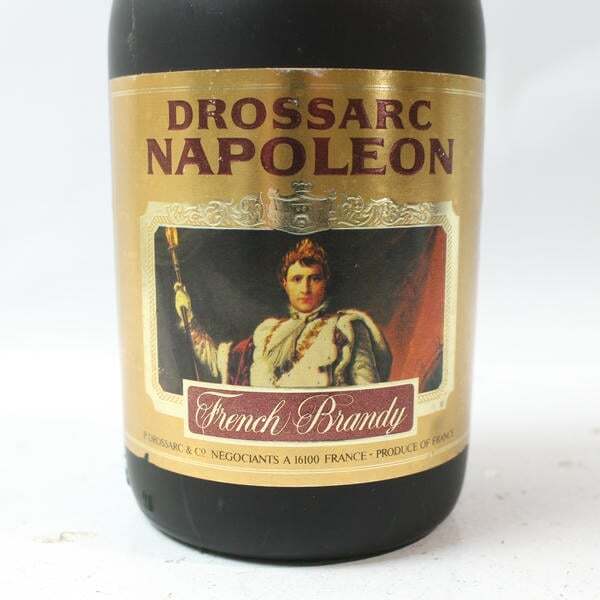 DROSSARC
NAPOLEON
French Brandy
P. DROSSARC & Co. NEGOCIANTS A 16100 FRANCE - PRODUCE OF FRANCE